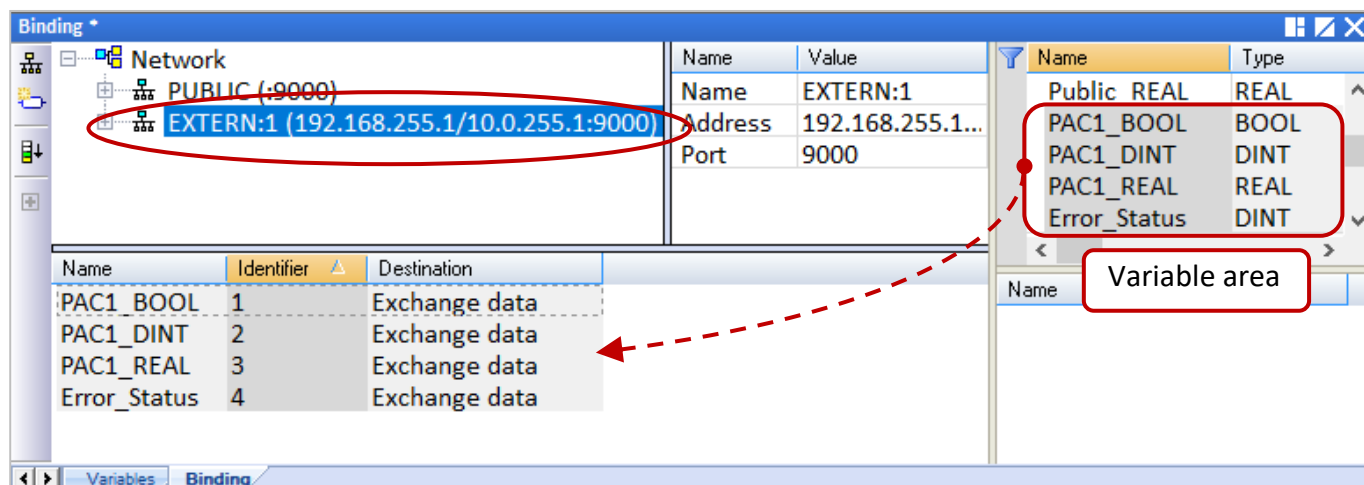 Binding *
Network
PUBLIC (:9000)
EXTERN:1 (192.168.255.1/10.0.255.1:9000)
Name Value
Name EXTERN:1
Address 192.168.255.1...
Port 9000
Name Type
Public_REAL REAL
PAC1_BOOL BOOL
PAC1_DINT DINT
PAC1_REAL REAL
Error_Status DINT
Variable area
Name
Name Identifier Destination
PAC1_BOOL 1 Exchange data
PAC1_DINT 2 Exchange data
PAC1_REAL 3 Exchange data
Error_Status 4 Exchange data
Variables Binding